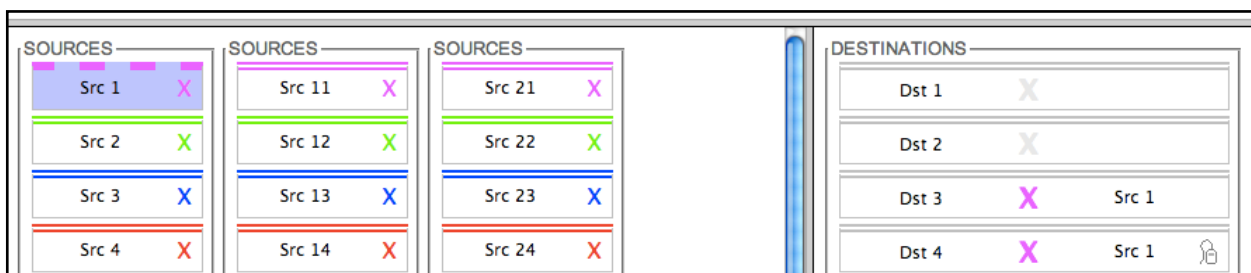 SOURCES SOURCES SOURCES DESTINATIONS
Src 1 X Src 11 X Src 21 X Dst 1 X
Src 2 X Src 12 X Src 22 X Dst 2 X
Src 3 X Src 13 X Src 23 X Dst 3 X Src 1
Src 4 X Src 14 X Src 24 X Dst 4 X Src 1